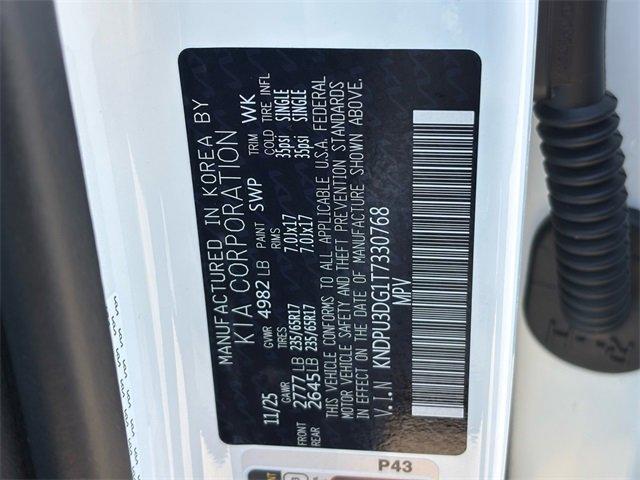 MANUFACTURED IN KOREA BY
KIA CORPORATION
11/25 GVWR 4982 LB PAINT SWP TRIM WK
GAWR TIRES RIMS COLD TIRE INFL
FRONT 2777 LB 235/65R17 7.0Jx17 35psi SINGLE
REAR 2645 LB 235/65R17 7.0Jx17 35psi SINGLE
THIS VEHICLE CONFORMS TO ALL APPLICABLE U.S.A. FEDERAL
MOTOR VEHICLE SAFETY AND THEFT PREVENTION STANDARDS
IN EFFECT ON THE DATE OF MANUFACTURE SHOWN ABOVE.
V.I.N KNDPU3DG1T7330768
MPV
P43